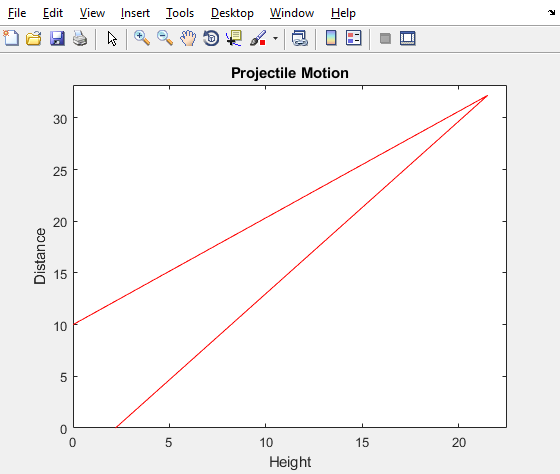 File Edit View Insert Tools Desktop Window Help
Projectile Motion
30
25
20
15
10
5
0
Distance
0 5 10 15 20
Height